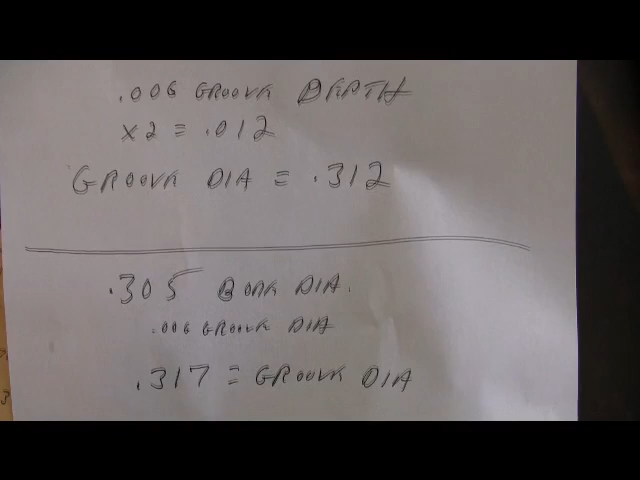 .006 GROOVE DEPTH
x2 = .012
GROOVE DIA = .312
.305 BORE DIA.
.006 GROOVE DIA
.317 = GROOVE DIA